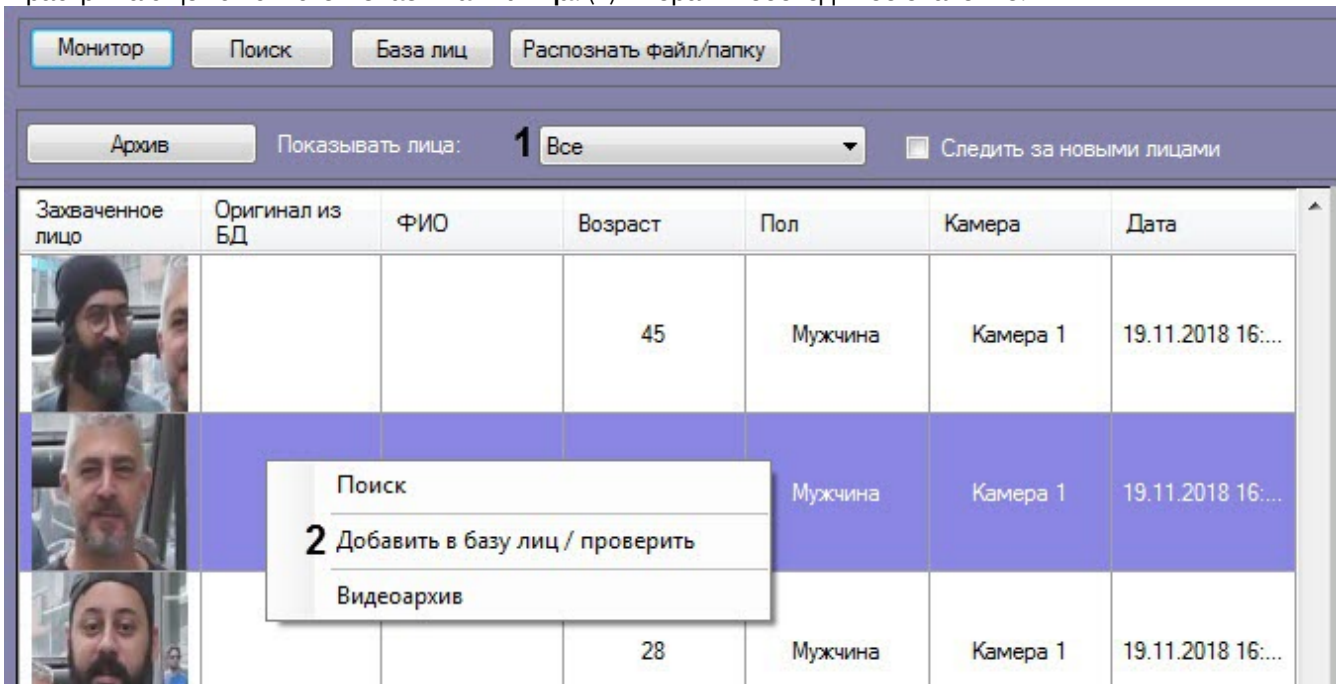 Монитор Поиск База лиц Распознать файл/папку
Архив Показывать лица: 1 Все Следить за новыми лицами
Захваченное лицо Оригинал из БД ФИО Возраст Пол Камера Дата
45 Мужчина Камера 1 19.11.2018 16:...
Мужчина Камера 1 19.11.2018 16:...
Поиск
2 Добавить в базу лиц / проверить
Видеоархив
28 Мужчина Камера 1 19.11.2018 16:...